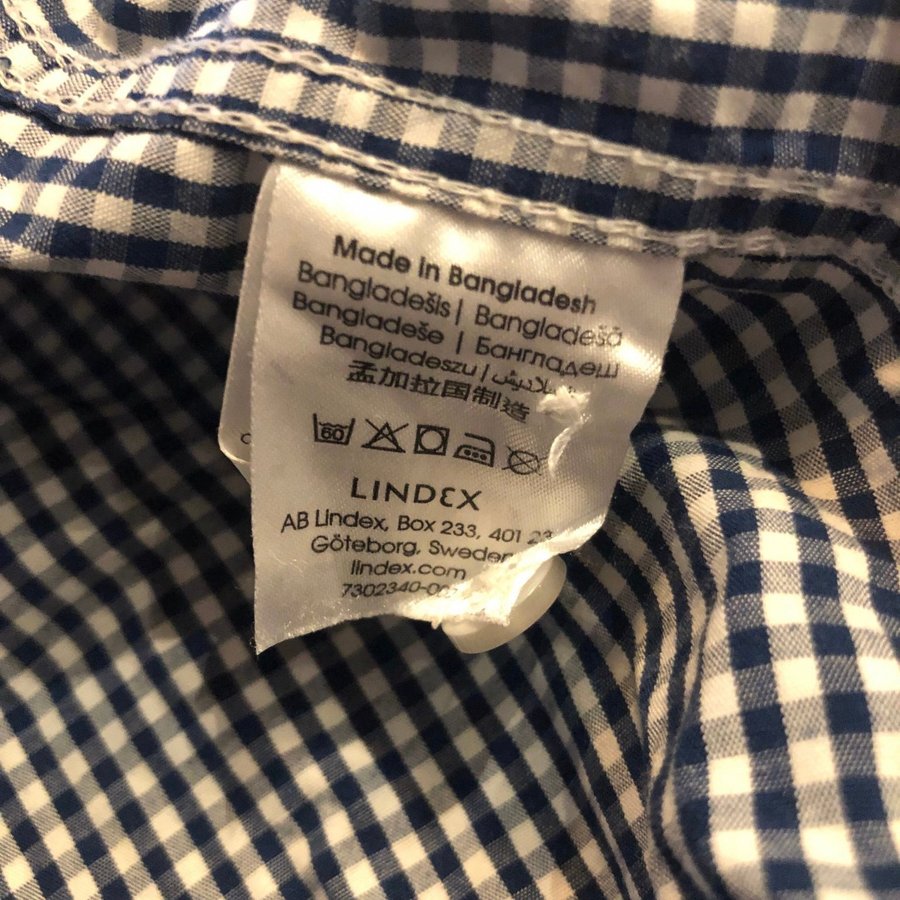 Made in Bangladesh
Bangladešis | Bangladešā
Bangladeše | Бангладеш
Bangladeszu |
孟加拉国制造
60
LINDEX
AB Lindex, Box 233, 401 23
Göteborg, Sweden
lindex.com